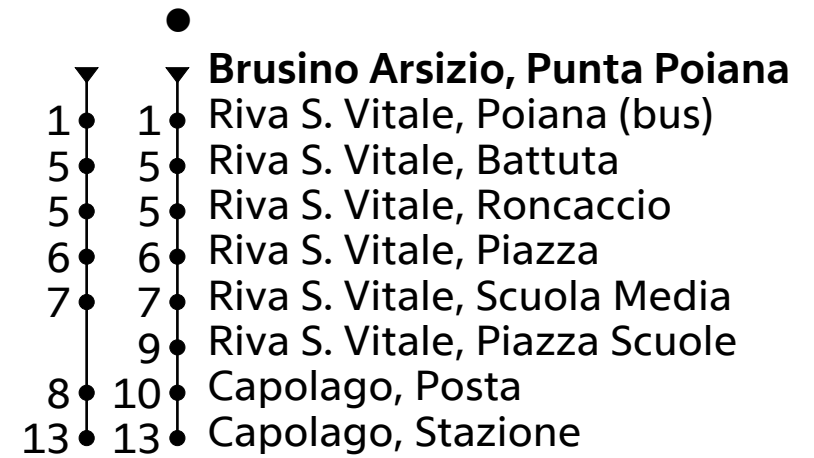 Brusino Arsizio, Punta Poiana
1 1 Riva S. Vitale, Poiana (bus)
5 5 Riva S. Vitale, Battuta
5 5 Riva S. Vitale, Roncaccio
6 6 Riva S. Vitale, Piazza
7 7 Riva S. Vitale, Scuola Media
9 Riva S. Vitale, Piazza Scuole
8 10 Capolago, Posta
13 13 Capolago, Stazione